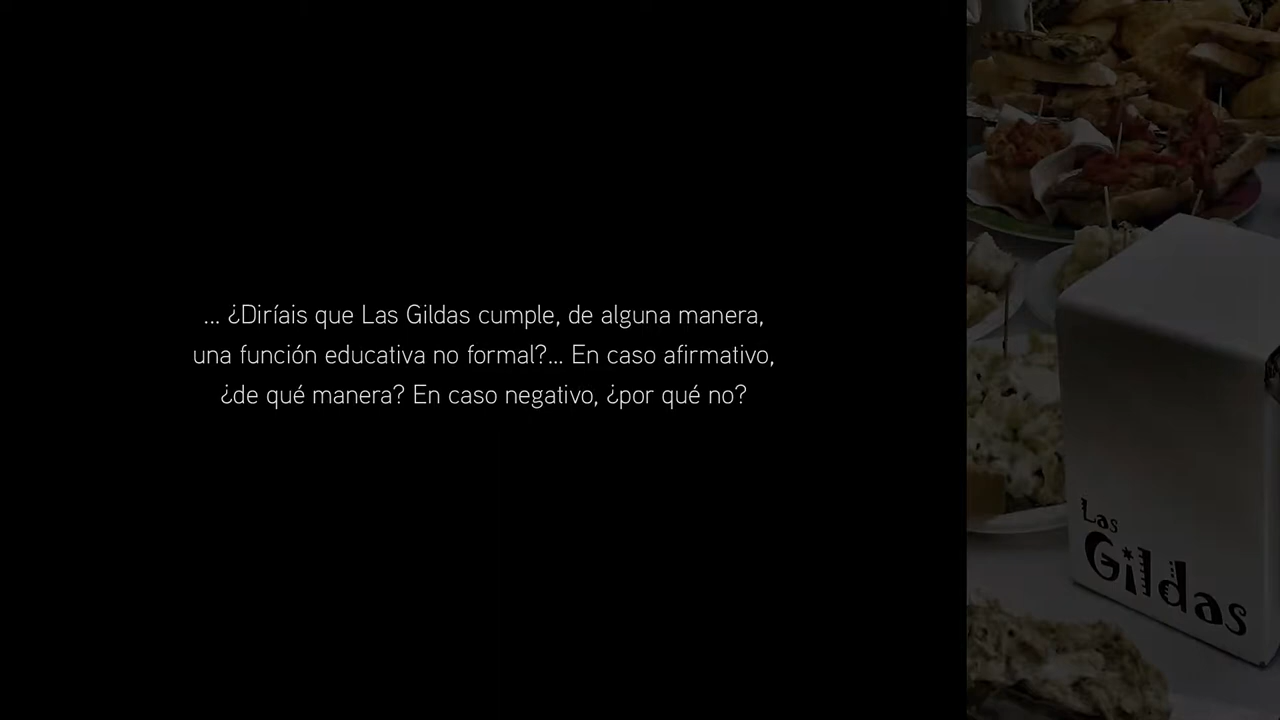 ... ¿Diríais que Las Gildas cumple, de alguna manera,
una función educativa no formal?... En caso afirmativo,
¿de qué manera? En caso negativo, ¿por qué no?
Las
Gildas